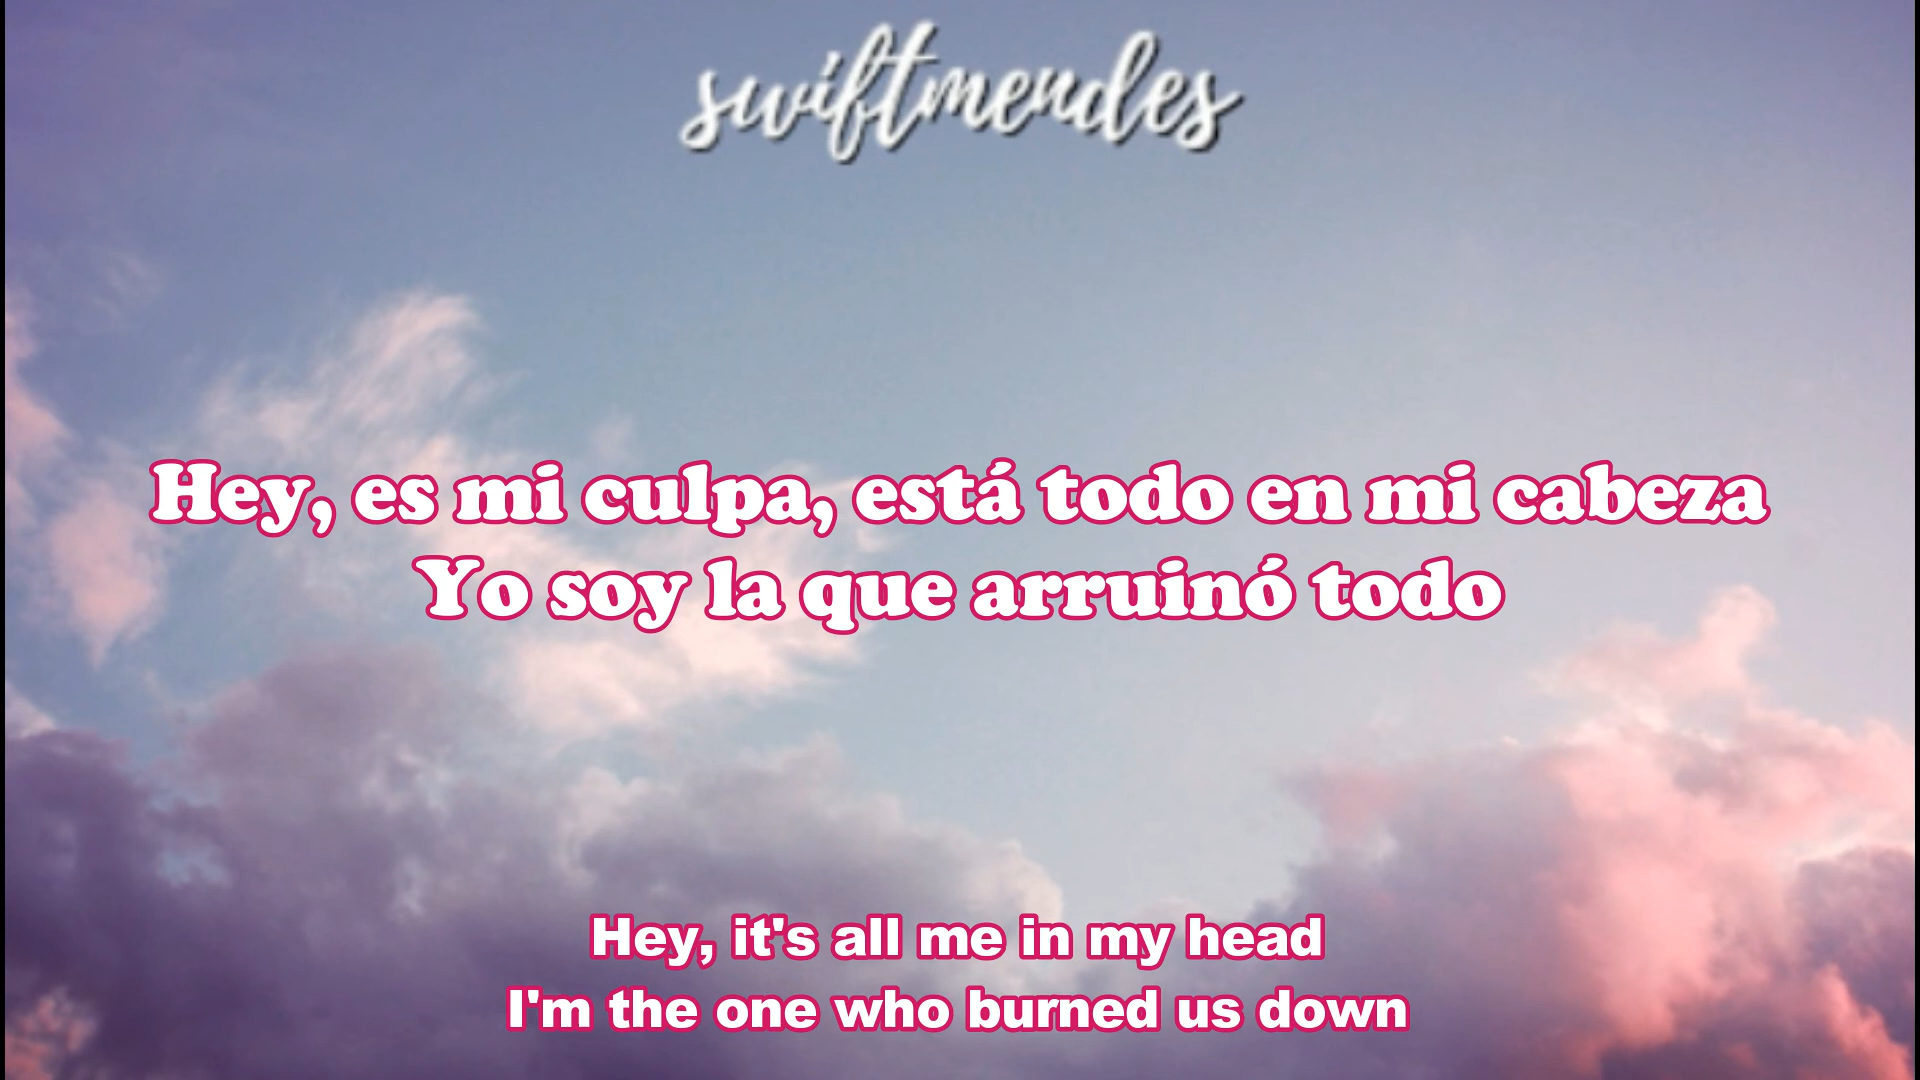 swiftmendes
Hey, es mi culpa, está todo en mi cabeza
Yo soy la que arruinó todo
Hey, it's all me in my head
I'm the one who burned us down